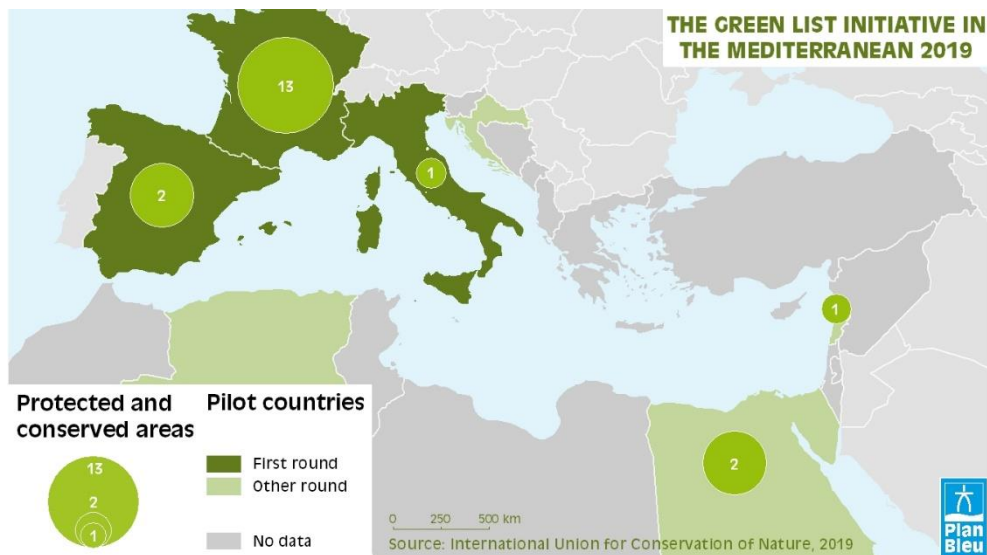 THE GREEN LIST INITIATIVE IN
THE MEDITERRANEAN 2019
13
2
1
1
2
Protected and
conserved areas
13
2
1
Pilot countries
First round
Other round
No data
0 250 500 km
Source: International Union for Conservation of Nature, 2019
Plan
Bleu